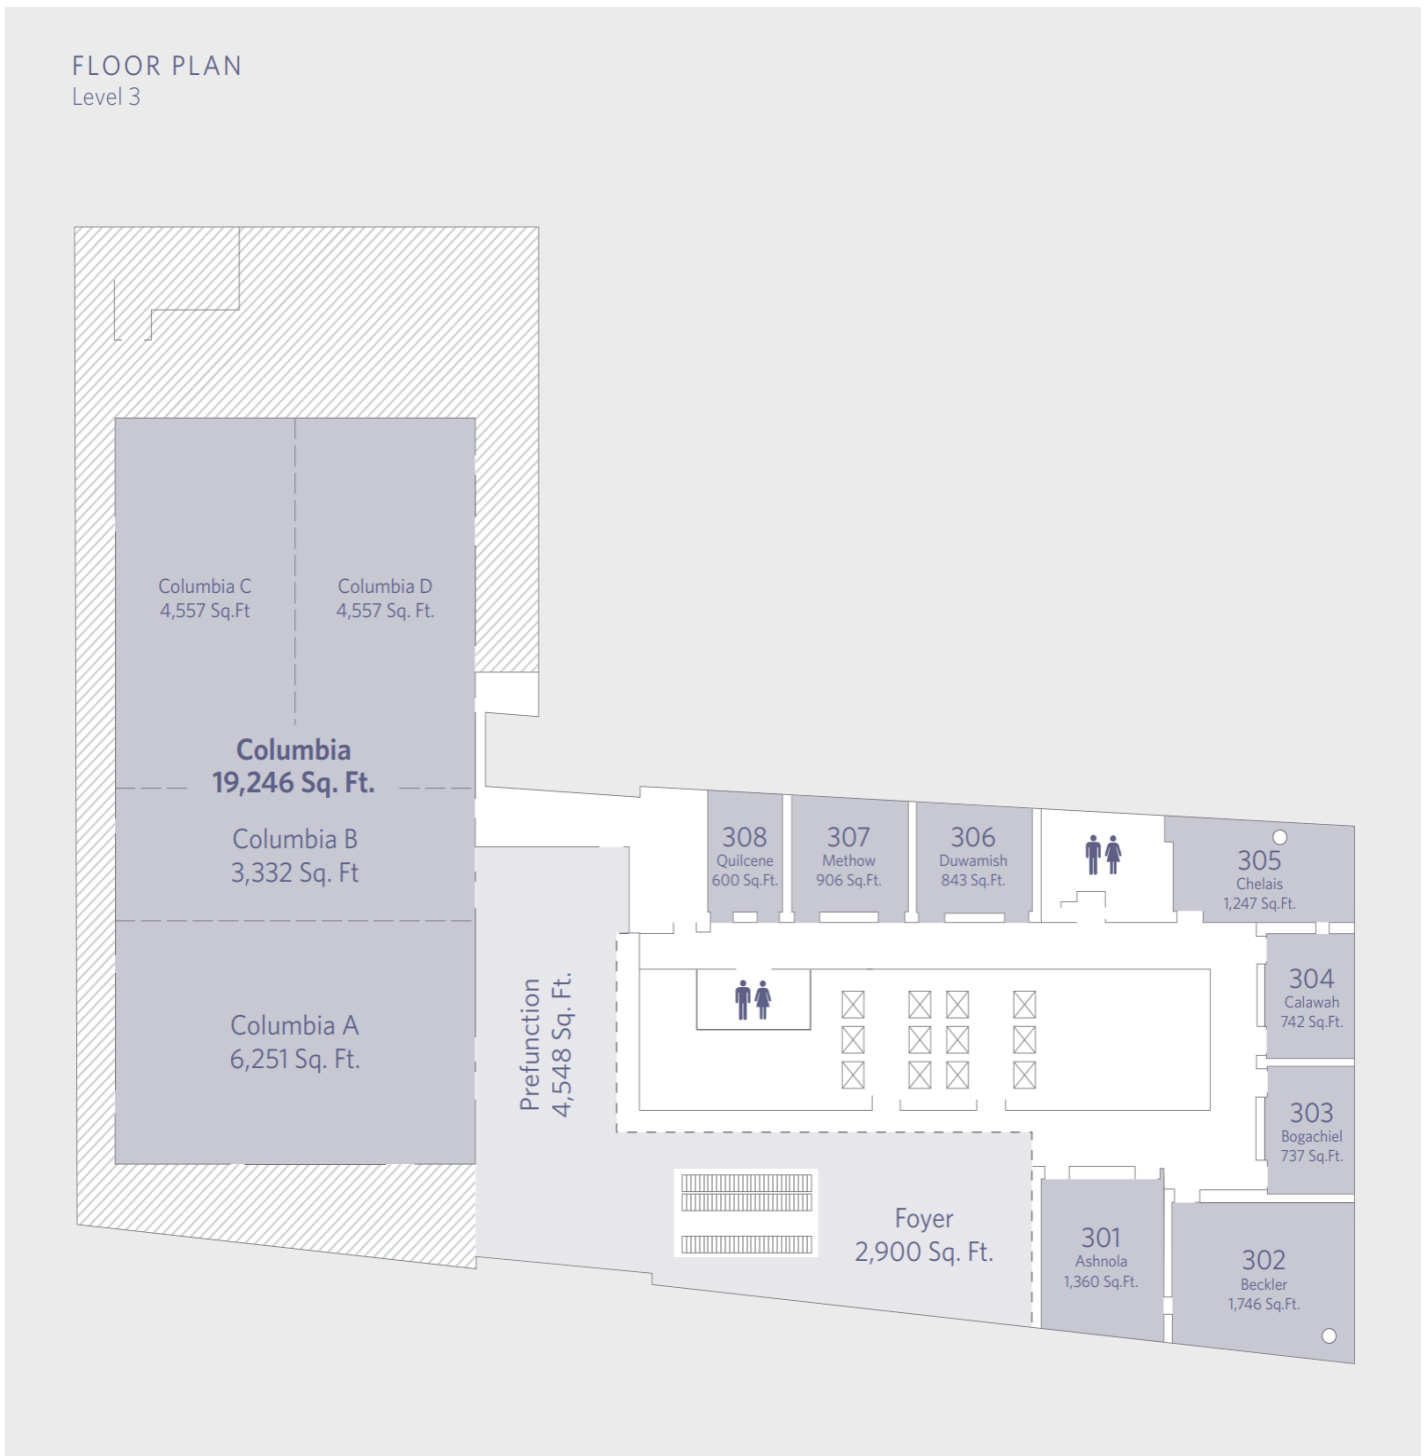 FLOOR PLAN
Level 3
Columbia C
4,557 Sq.Ft
Columbia D
4,557 Sq. Ft.
Columbia
19,246 Sq. Ft.
Columbia B
3,332 Sq. Ft
Columbia A
6,251 Sq. Ft.
Prefunction
4,548 Sq. Ft.
Foyer
2,900 Sq. Ft.
308
Quilcene
600 Sq.Ft.
307
Methow
906 Sq.Ft.
306
Duwamish
843 Sq.Ft.
305
Chelais
1,247 Sq.Ft.
304
Calawah
742 Sq.Ft.
303
Bogachiel
737 Sq.Ft.
301
Ashnola
1,360 Sq.Ft.
302
Beckler
1,746 Sq.Ft.